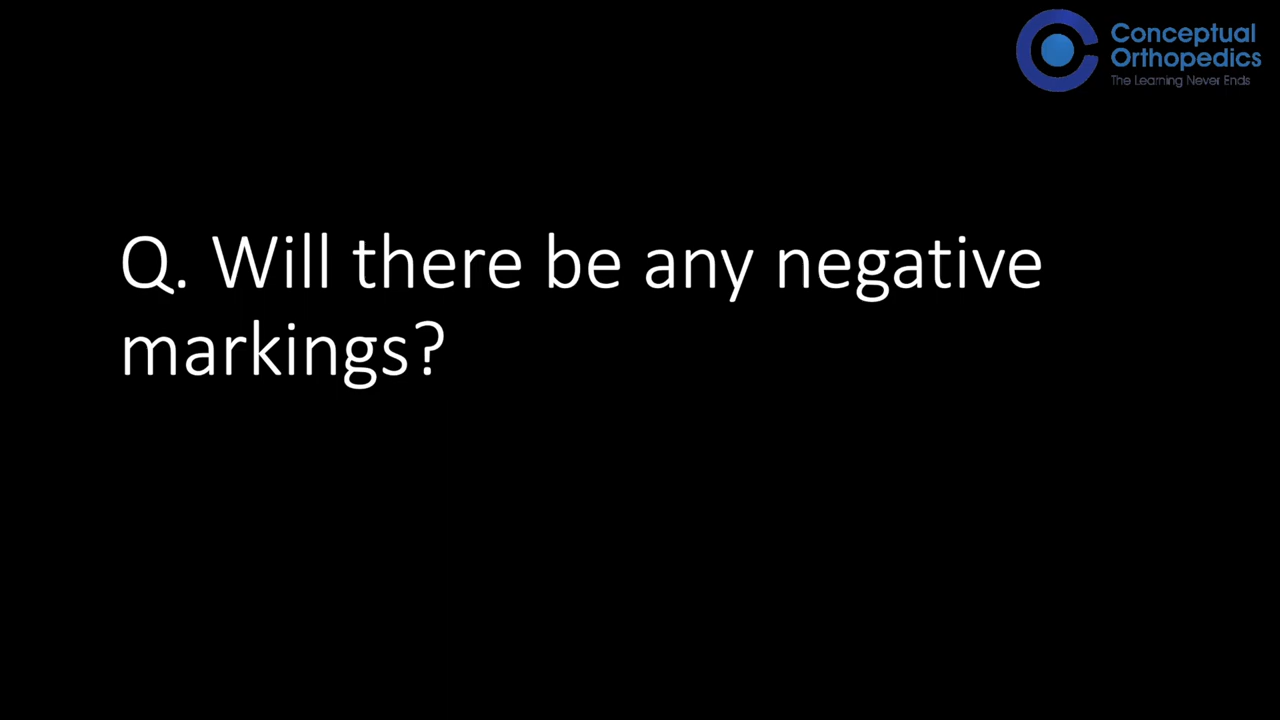 Conceptual
Orthopedics
The Learning Never Ends
Q. Will there be any negative
markings?